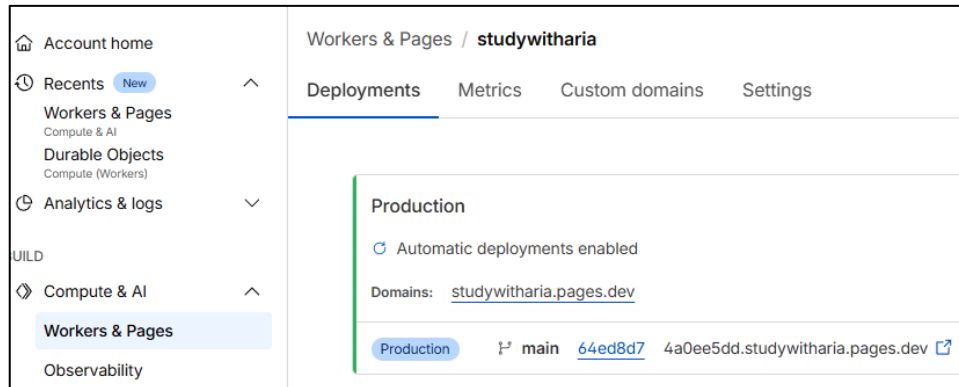 Account home
Recents New
Workers & Pages
Compute & AI
Durable Objects
Compute (Workers)
Analytics & logs
UILD
Compute & AI
Workers & Pages
Observability
Workers & Pages / studywitharia
Deployments Metrics Custom domains Settings
Production
Automatic deployments enabled
Domains: studywitharia.pages.dev
Production main 64ed8d7 4a0ee5dd.studywitharia.pages.dev